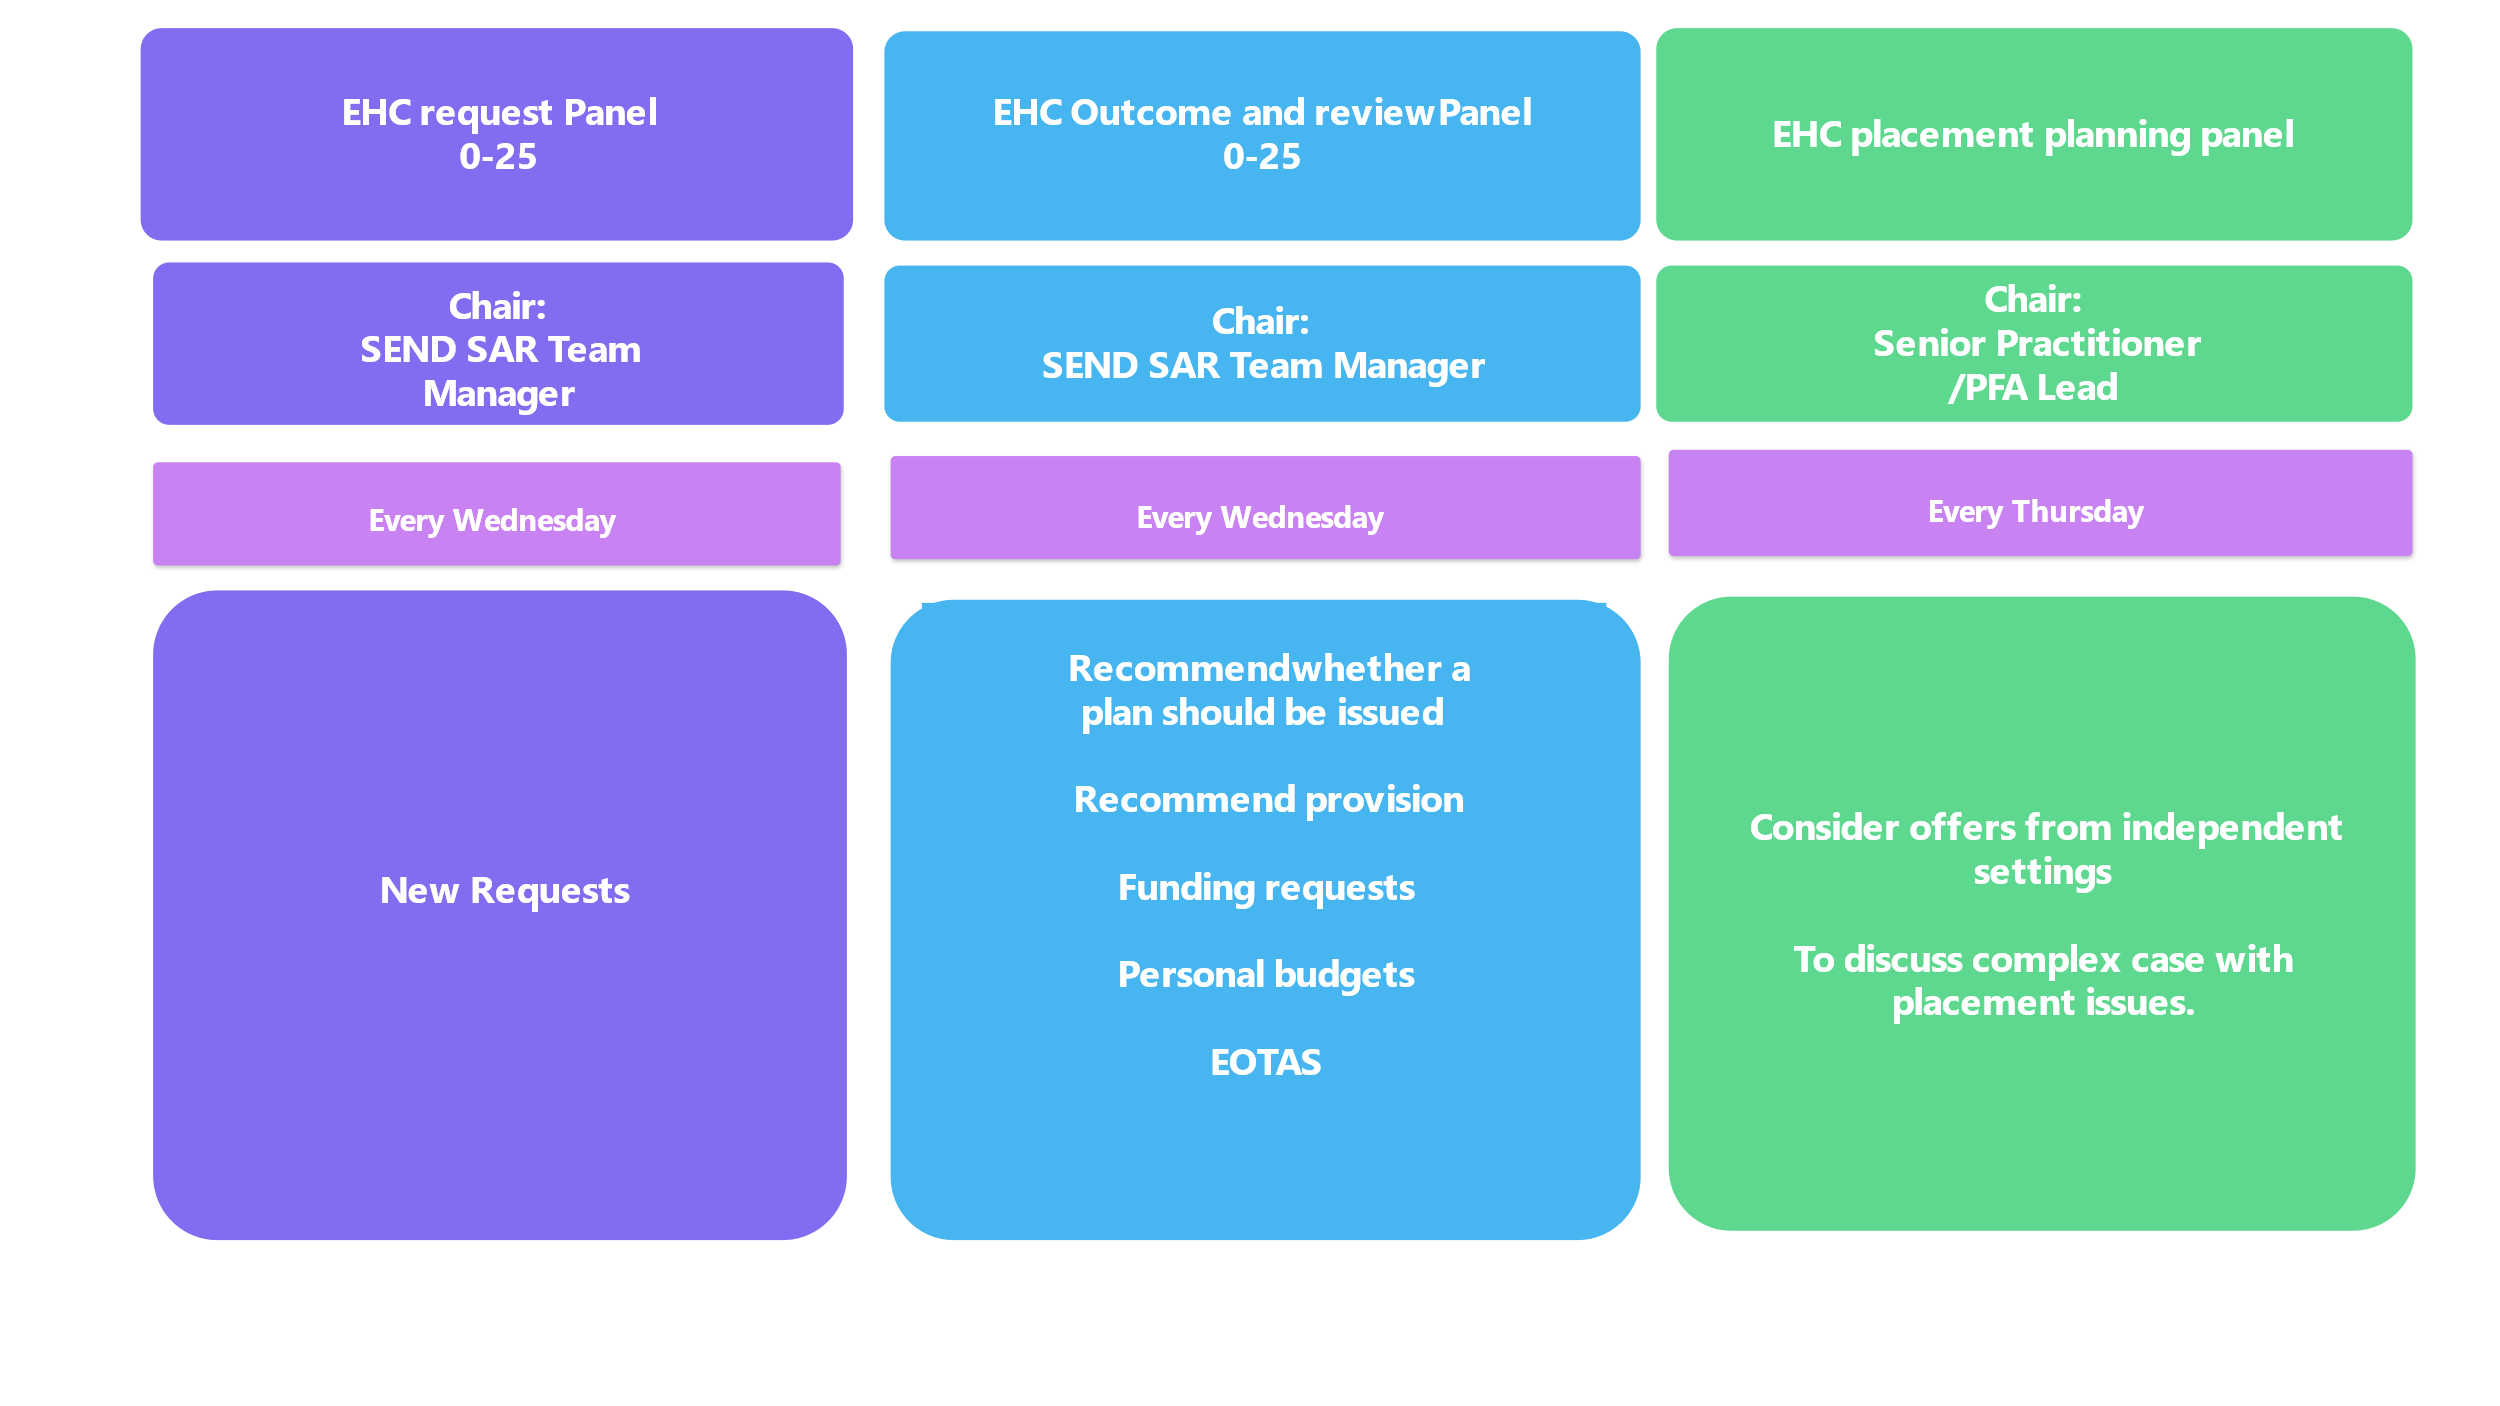 EHC request Panel
0-25
Chair:
SEND SAR Team
Manager
Every Wednesday
New Requests
EHC Outcome and review Panel
0-25
Chair:
SEND SAR Team Manager
Every Wednesday
Recommend whether a
plan should be issued
Recommend provision
Funding requests
Personal budgets
EOTAS
EHC placement planning panel
Chair:
Senior Practitioner
/PFA Lead
Every Thursday
Consider offers from independent
settings
To discuss complex case with
placement issues.